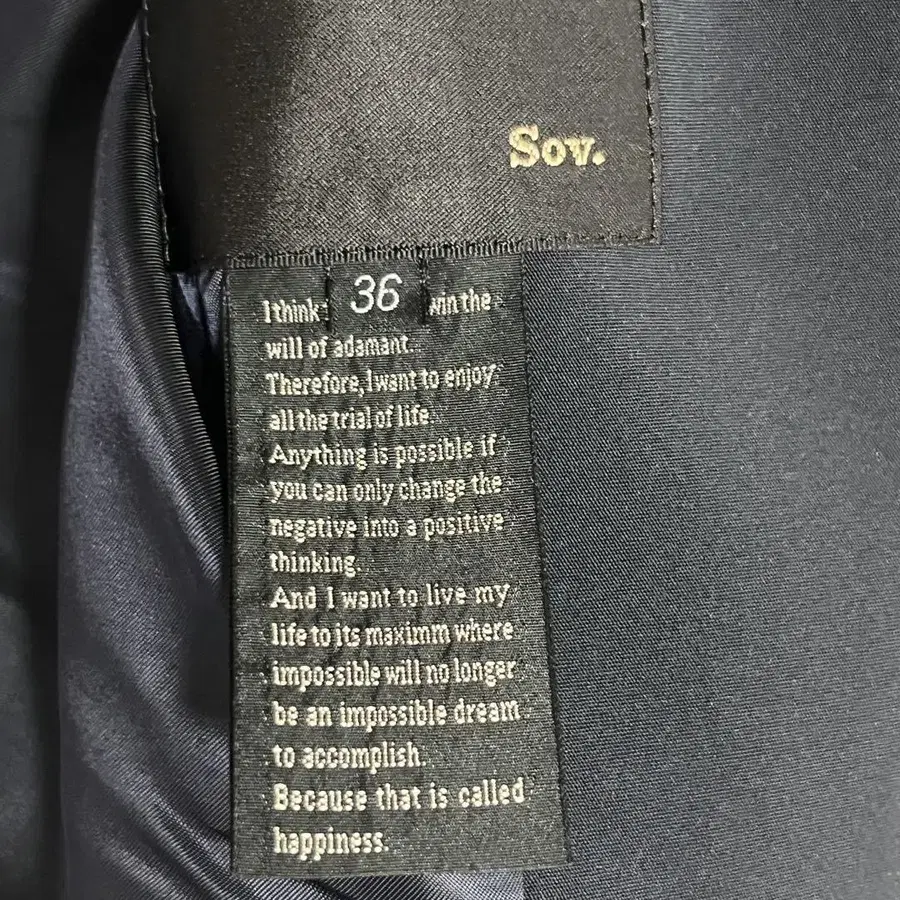 Sov.
36
I think win the
will of adamant.
Therefore, I want to enjoy
all the trial of life.
Anything is possible if
you can only change the
negative into a positive
thinking.
And I want to live my
life to its maximm where
impossible will no longer
be an impossible dream
to accomplish.
Because that is called
happiness.